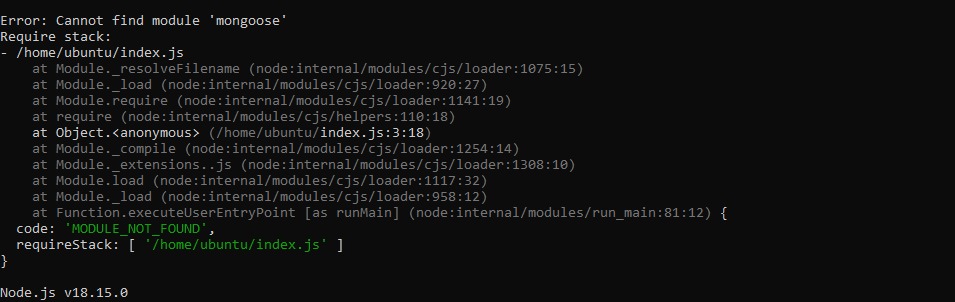 Error: Cannot find module 'mongoose'
Require stack:
- /home/ubuntu/index.js
    at Module._resolveFilename (node:internal/modules/cjs/loader:1075:15)
    at Module._load (node:internal/modules/cjs/loader:920:27)
    at Module.require (node:internal/modules/cjs/loader:1141:19)
    at require (node:internal/modules/cjs/helpers:110:18)
    at Object.<anonymous> (/home/ubuntu/index.js:3:18)
    at Module._compile (node:internal/modules/cjs/loader:1254:14)
    at Module._extensions..js (node:internal/modules/cjs/loader:1308:10)
    at Module.load (node:internal/modules/cjs/loader:1117:32)
    at Module._load (node:internal/modules/cjs/loader:958:12)
    at Function.executeUserEntryPoint [as runMain] (node:internal/modules/run_main:81:12) {
  code: 'MODULE_NOT_FOUND',
  requireStack: [ '/home/ubuntu/index.js' ]
}
Node.js v18.15.0